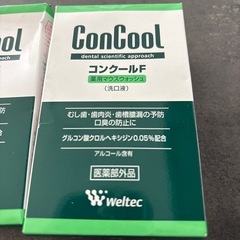 ConCool
dental scientific approach
コンクールF
薬用マウスウォッシュ
(洗口液)
むし歯・歯肉炎・歯槽膿漏の予防
口臭の防止に
グルコン酸クロルヘキシジン0.05%配合
アルコール含有
医薬部外品
Weltec